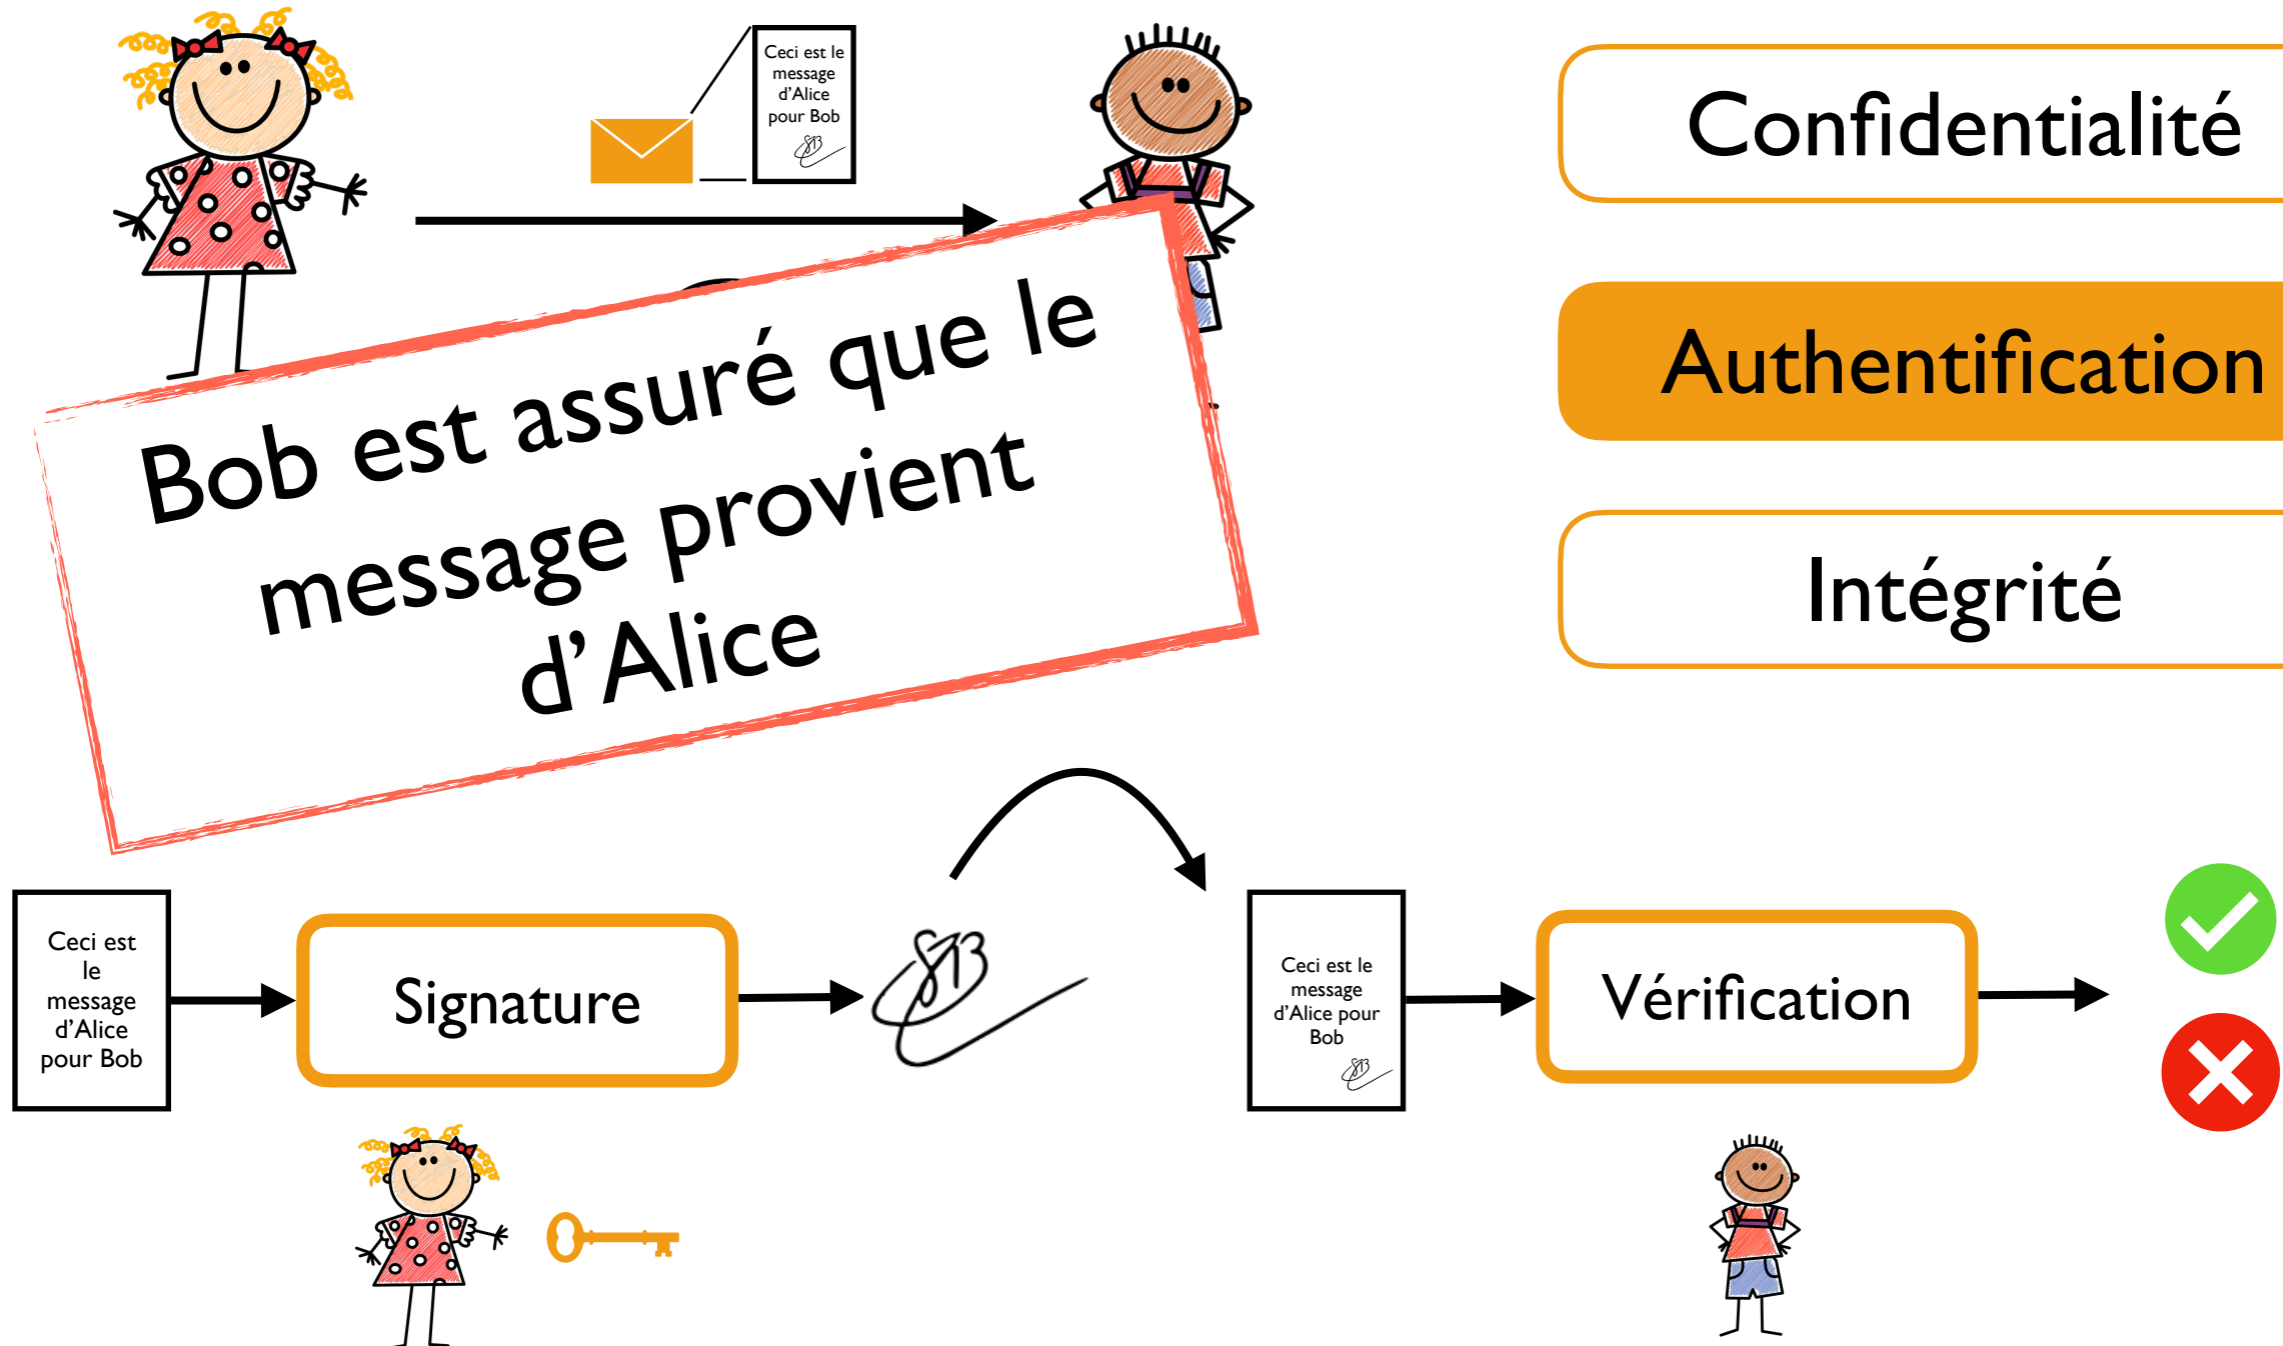 Ceci est le
message
d’Alice
pour Bob
Confidentialité
Authentification
Intégrité
Bob est assuré que le
message provient
d’Alice
Ceci est
le
message
d’Alice
pour Bob
Signature
Ceci est le
message
d’Alice pour
Bob
Vérification